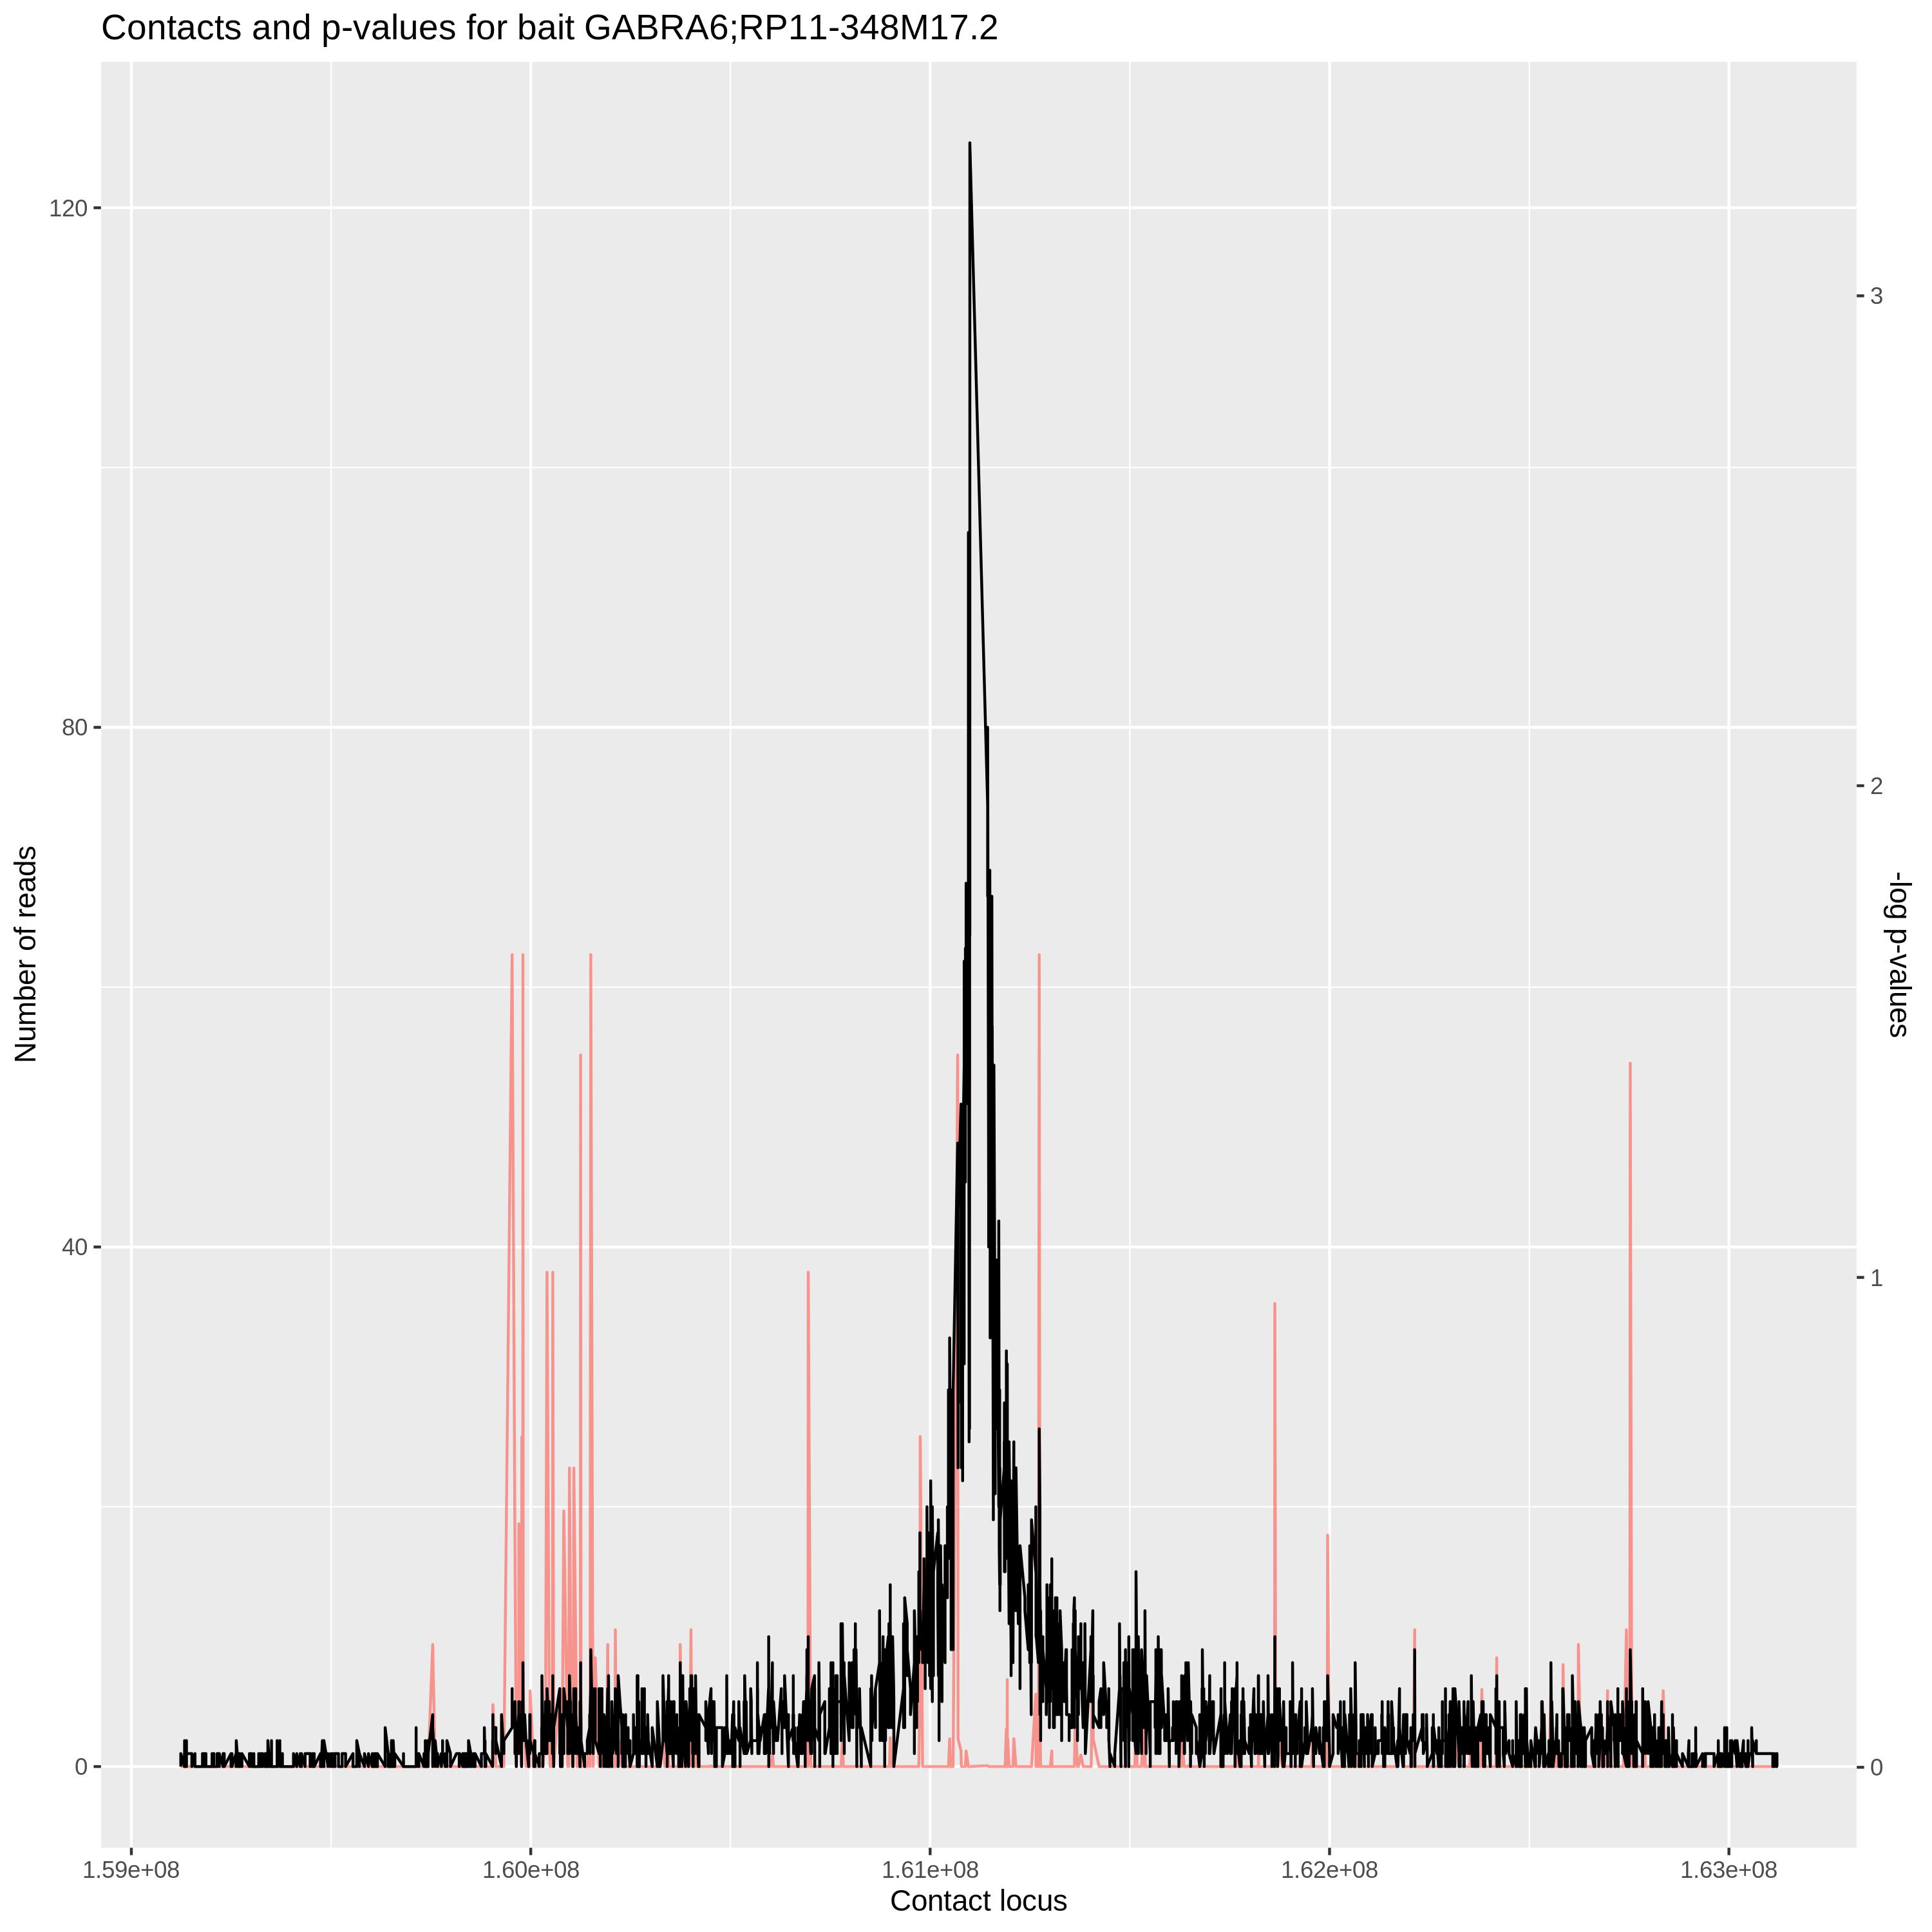 Contacts and p-values for bait GABRA6;RP11-348M17.2
120
80
40
0
Number of reads
3
2
1
0
-log p-values
1.59e+08
1.60e+08
1.61e+08
1.62e+08
1.63e+08
Contact locus